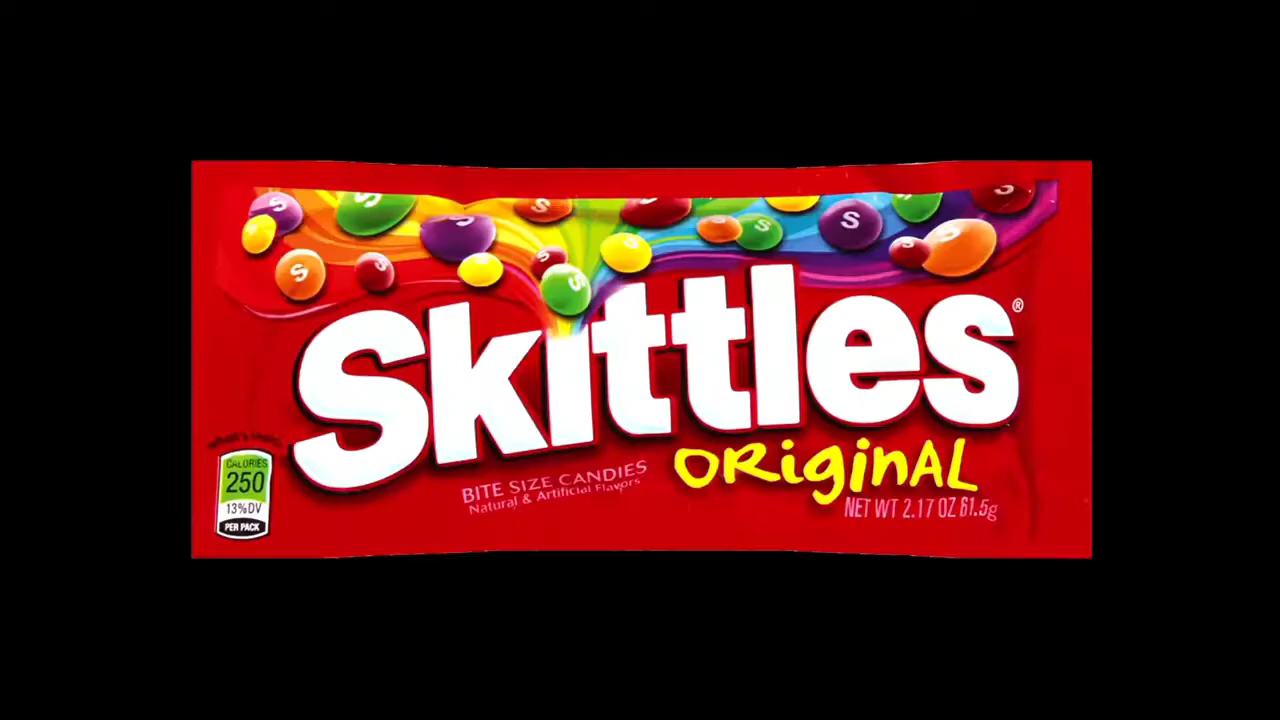 Skittles®
ORiginAL
BITE SIZE CANDIES
Natural & Artificial Flavors
NET WT 2.17 OZ 61.5g
CALORIES
250
13%DV
PER PACK
S
S
S
S
S
S
S
S
S
S